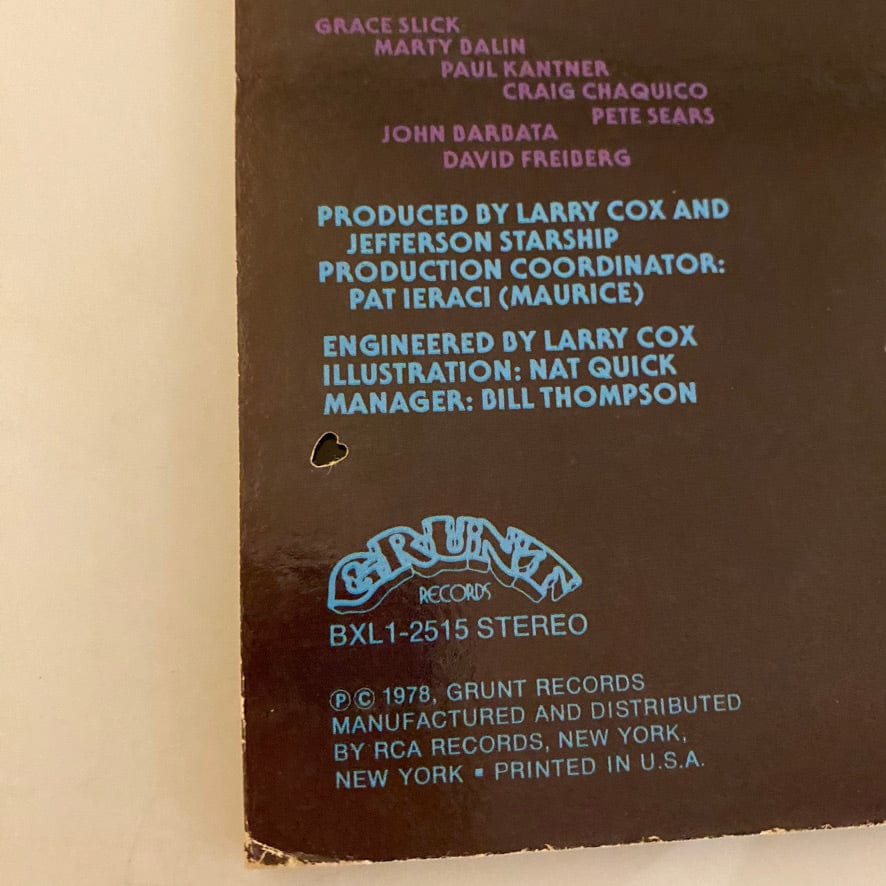 GRACE SLICK
MARTY BALIN
PAUL KANTNER
CRAIG CHAQUICO
PETE SEARS
JOHN BARBATA
DAVID FREIBERG
PRODUCED BY LARRY COX AND
JEFFERSON STARSHIP
PRODUCTION COORDINATOR:
PAT IERACI (MAURICE)
ENGINEERED BY LARRY COX
ILLUSTRATION: NAT QUICK
MANAGER: BILL THOMPSON
GRUNT
RECORDS
BXL1-2515 STEREO
℗ © 1978, GRUNT RECORDS
MANUFACTURED AND DISTRIBUTED
BY RCA RECORDS, NEW YORK,
NEW YORK ▪ PRINTED IN U.S.A.